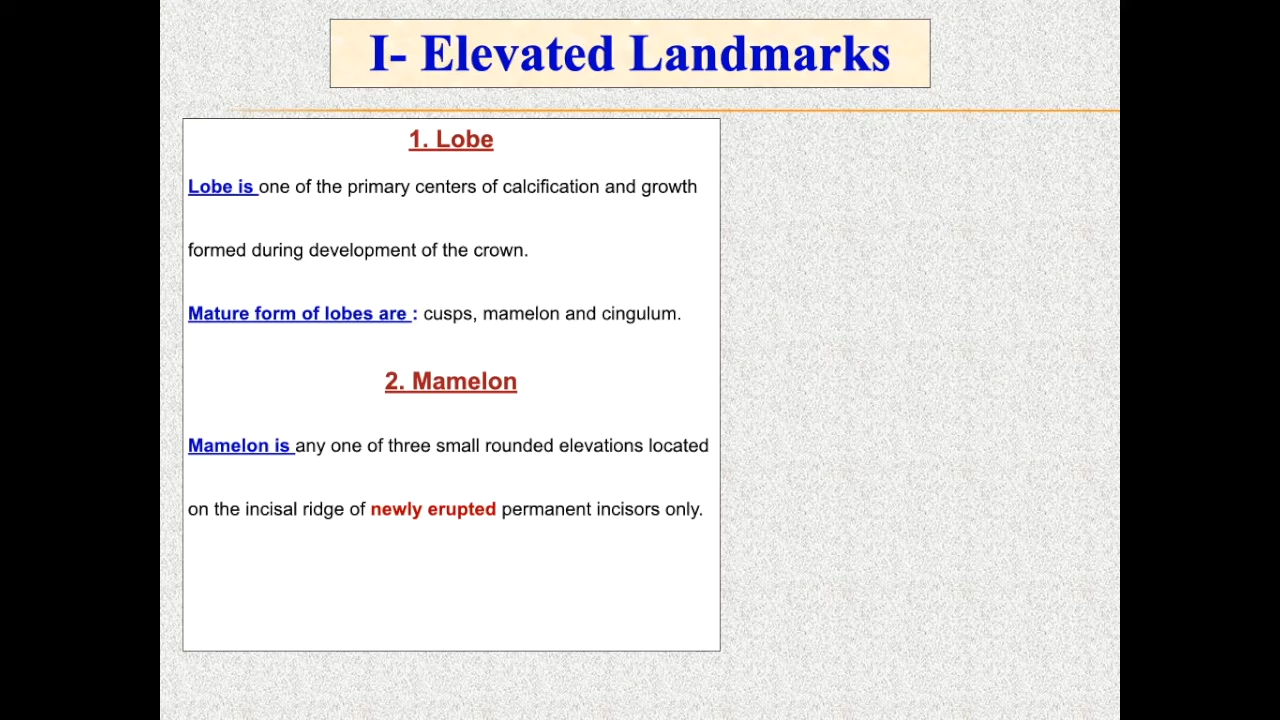 I- Elevated Landmarks
1. Lobe
Lobe is one of the primary centers of calcification and growth
formed during development of the crown.
Mature form of lobes are : cusps, mamelon and cingulum.
2. Mamelon
Mamelon is any one of three small rounded elevations located
on the incisal ridge of newly erupted permanent incisors only.